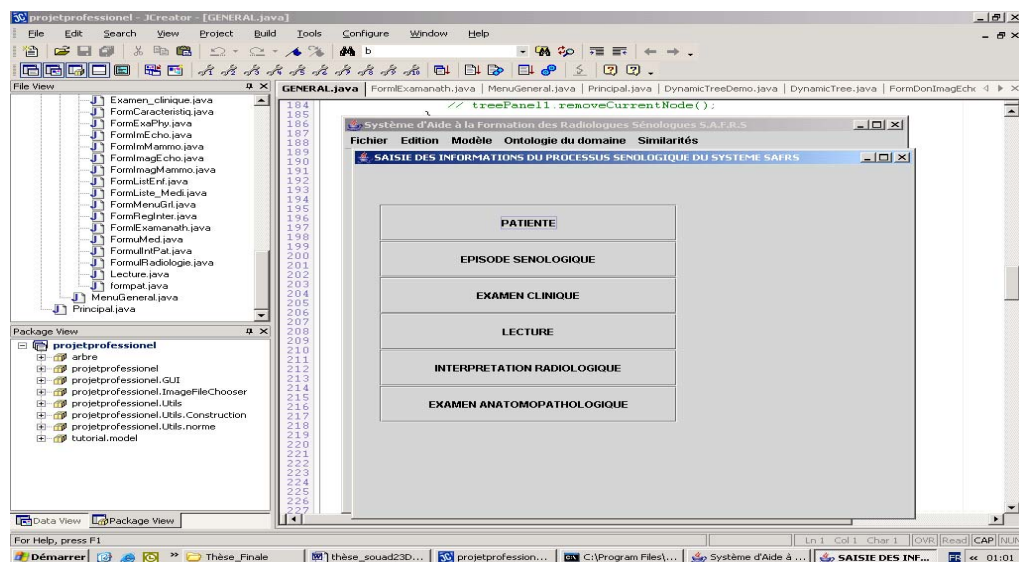 projetprofessionel - JCreator - [GENERAL.java]
File Edit Search View Project Build Tools Configure Window Help
b
File View
GENERAL.java FormlExamanath.java MenuGeneral.java Principal.java DynamicTreeDemo.java DynamicTree.java FormDonImagEch
Examen_clinique.java
FormCaracteristiq.java
FormExaPhy.java
FormImEcho.java
FormImMammo.java
FormImagEcho.java
FormImagMammo.java
FormListEnf.java
FormListe_Medi.java
FormMenuGrl.java
FormRegInter.java
FormlExamanath.java
FormuMed.java
FormulIntPat.java
FormulRadiologie.java
Lecture.java
formpat.java
MenuGeneral.java
Principal.java
Package View
projetprofessionel
arbre
projetprofessionel
projetprofessionel.GUI
projetprofessionel.ImageFileChooser
projetprofessionel.Utils
projetprofessionel.Utils.Construction
projetprofessionel.Utils.norme
tutorial.model
Data View Package View
184 // treePanel1.removeCurrentNode();
185 }
186
187
188
189
190
191
192
193
194
195
196
197
198
199
200
201
202
203
204
205
206
207
208
209
210
211
212
213
214
215
216
217
218
219
220
221
222
223
224
225
226
227
Système d'Aide à la Formation des Radiologues Sénologues S.A.F.R.S
Fichier Edition Modèle Ontologie du domaine Similarités
SAISIE DES INFORMATIONS DU PROCESSUS SENOLOGIQUE DU SYSTEME SAFRS
PATIENTE
EPISODE SENOLOGIQUE
EXAMEN CLINIQUE
LECTURE
INTERPRETATION RADIOLOGIQUE
EXAMEN ANATOMOPATHOLOGIQUE
For Help, press F1
Ln 1 Col 1 Char 1 OVR Read CAP NUM
Démarrer » Thèse_Finale thèse_souad23D... projetprofession... C:\Program Files\... Système d'Aide à ... SAISIE DES INF... FR « 01:01